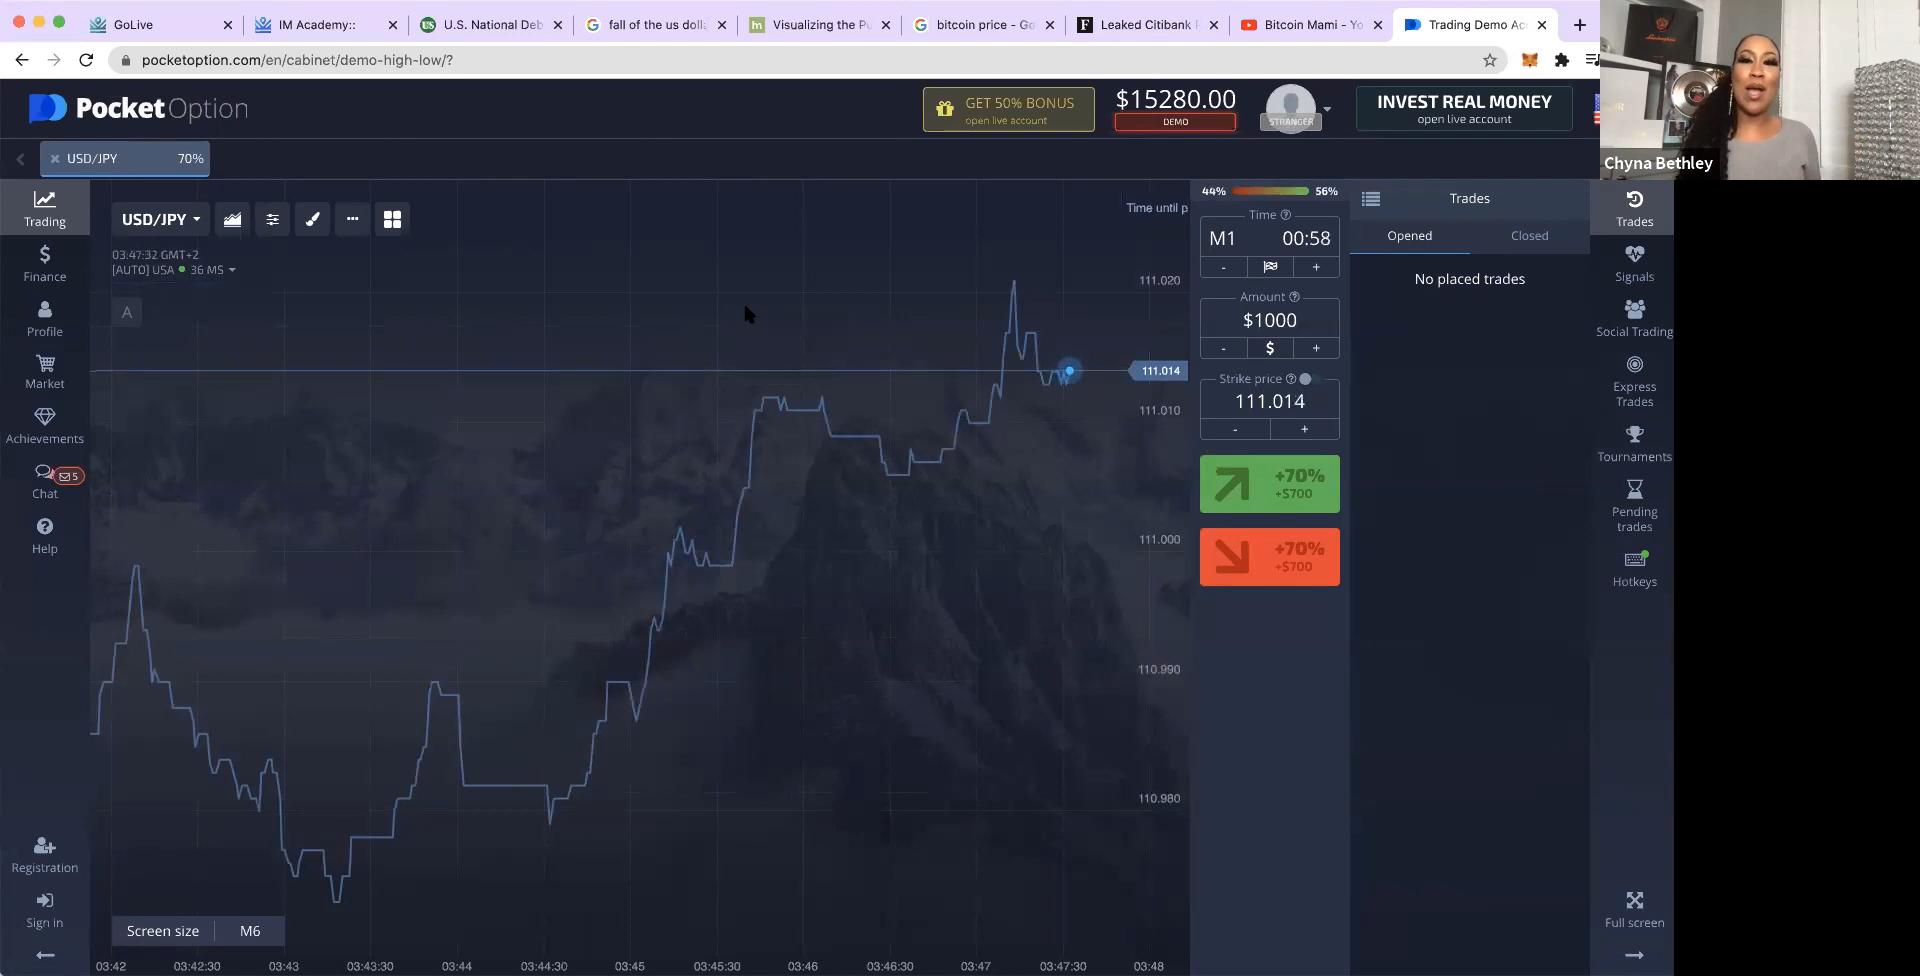 GoLive
IM Academy::
U.S. National Deb
fall of the us dolla
Visualizing the Pu
bitcoin price - Go
Leaked Citibank
Bitcoin Mami - Yo
Trading Demo Acc
pocketoption.com/en/cabinet/demo-high-low/?
PocketOption
GET 50% BONUS
open live account
$15280.00
DEMO
STRANGER
INVEST REAL MONEY
open live account
Chyna Bethley
USD/JPY 70%
Trading
Finance
Profile
Market
Achievements
5
Chat
Help
Registration
Sign in
USD/JPY
03:47:32 GMT+2
[AUTO] USA 36 MS
A
Time until p
111.020
111.014
111.010
111.000
110.990
110.980
Screen size M6
03:42 03:42:30 03:43 03:43:30 03:44 03:44:30 03:45 03:45:30 03:46 03:46:30 03:47 03:47:30 03:48
44% 56%
Time
M1 00:58
- +
Amount
$1000
- $ +
Strike price
111.014
- +
+70%
+$700
+70%
+$700
Trades
Opened Closed
No placed trades
Trades
Signals
Social Trading
Express
Trades
Tournaments
Pending
trades
Hotkeys
Full screen